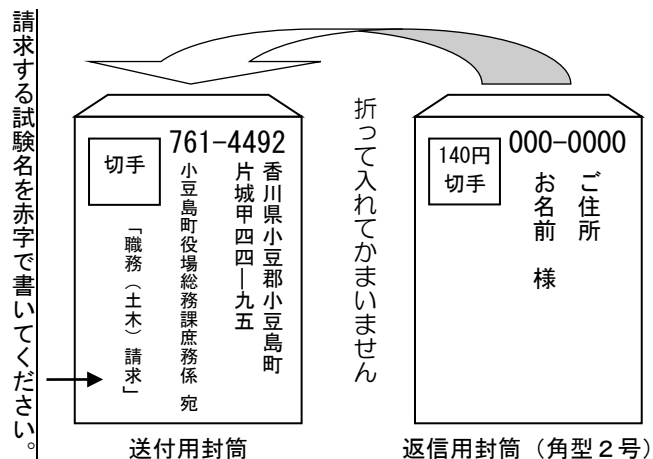 請求する試験名を赤字で書いてください。
切手
761-4492
香川県小豆郡小豆島町
片城甲四四―九五
小豆島町役場総務課庶務係 宛
「職務（土木）請求」
送付用封筒
折って入れてかまいません
140円
切手
000-0000
ご住所
お名前 様
返信用封筒（角型２号）